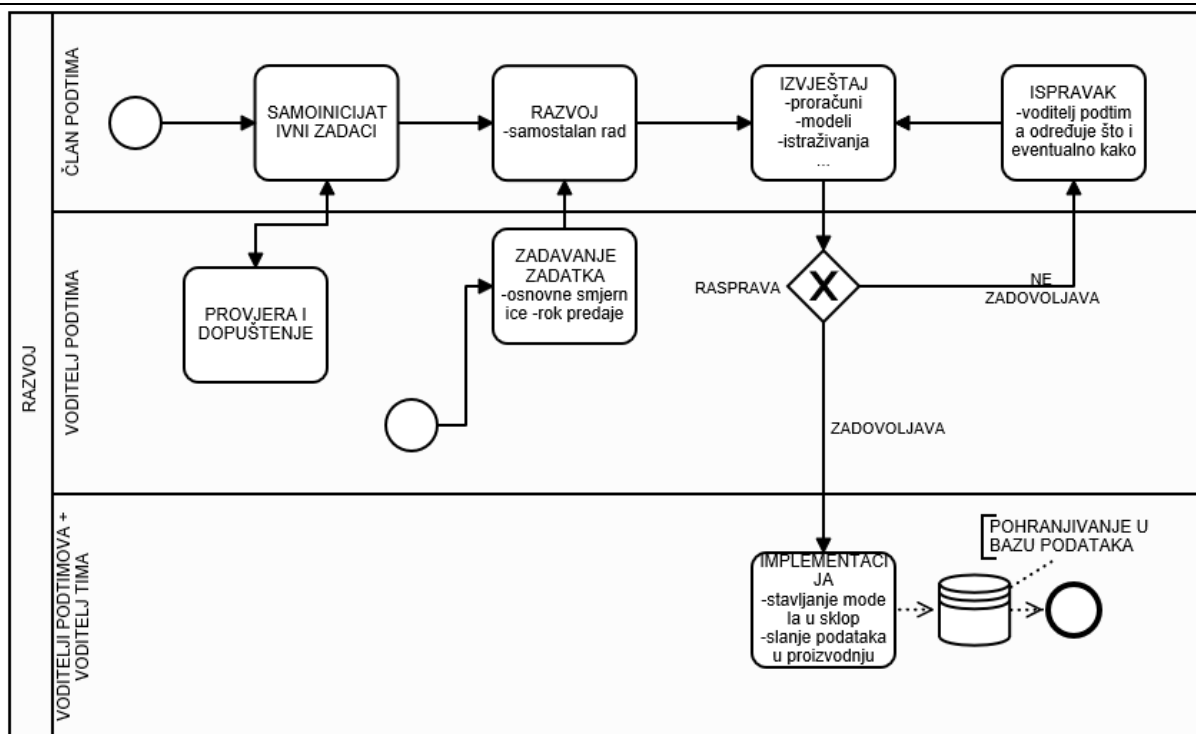 RAZVOJ
ČLAN PODTIMA
SAMOINICIJAT
IVNI ZADACI
RAZVOJ
-samostalan rad
IZVJEŠTAJ
-proračuni
-modeli
-istraživanja
...
ISPRAVAK
-voditelj podtim
a određuje što i
eventualno kako
VODITELJ PODTIMA
PROVJERA I
DOPUŠTENJE
ZADAVANJE
ZADATKA
-osnovne smjern
ice -rok predaje
RASPRAVA
X
NE
ZADOVOLJAVA
ZADOVOLJAVA
VODITELJI PODTIMOVA +
VODITELJ TIMA
IMPLEMENTACI
JA
-stavljanje mode
la u sklop
-slanje podataka
u proizvodnju
POHRANJIVANJE U
BAZU PODATAKA